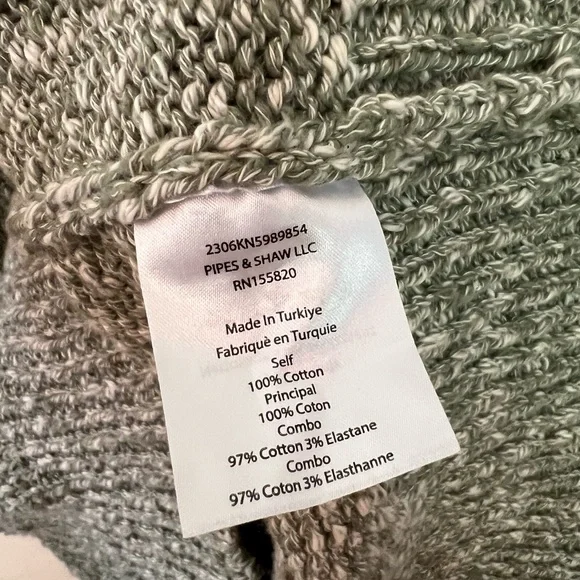 2306KN5989854
PIPES & SHAW LLC
RN155820
Made In Turkiye
Fabriquè en Turquie
Self
100% Cotton
Principal
100% Coton
Combo
97% Cotton 3% Elastane
Combo
97% Coton 3% Elasthanne